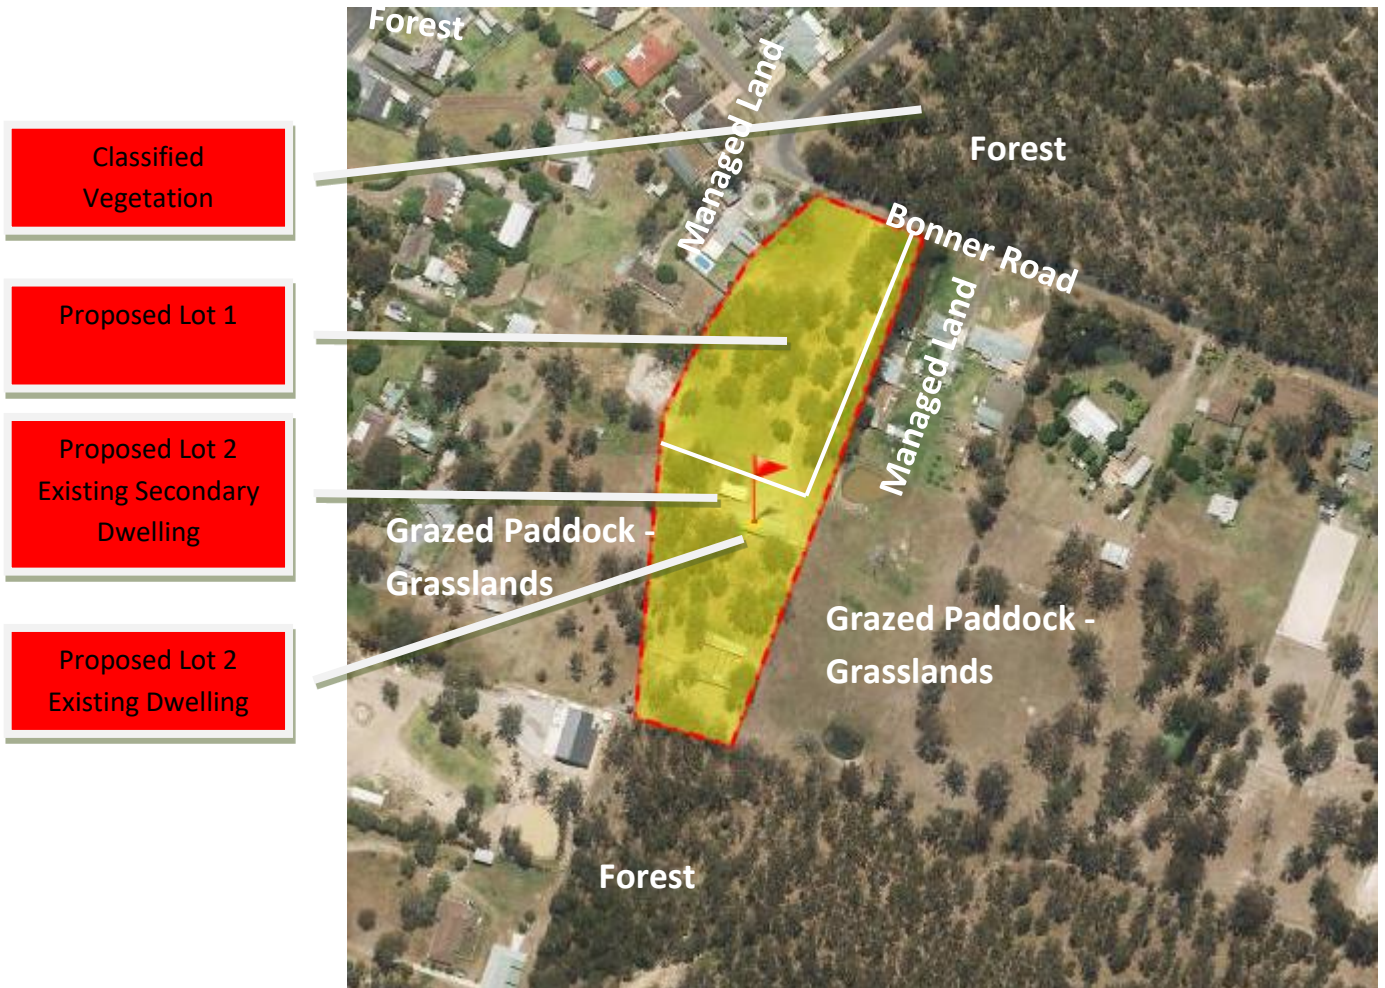 Forest
Classified
Vegetation
Managed Land
Forest
Bonner Road
Proposed Lot 1
Managed Land
Proposed Lot 2
Existing Secondary
Dwelling
Grazed Paddock -
Grasslands
Grazed Paddock -
Grasslands
Proposed Lot 2
Existing Dwelling
Forest